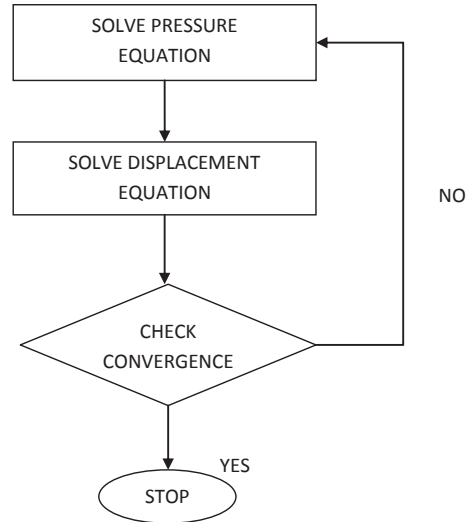 SOLVE PRESSURE
EQUATION
SOLVE DISPLACEMENT
EQUATION
NO
CHECK
CONVERGENCE
YES
STOP